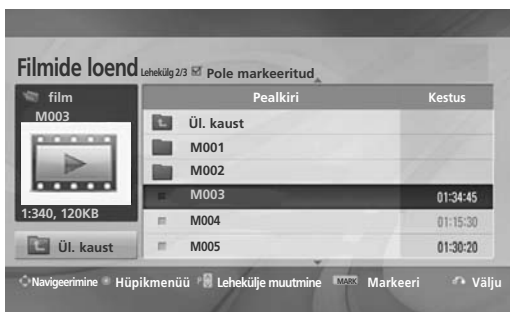 Filmide loend Lehekülg 2/3 Pole markeeritud
film
M003
1:340, 120KB
Ül. kaust
Pealkiri Kestus
Ül. kaust
M001
M002
M003 01:34:45
M004 01:15:30
M005 01:30:20
Navigeerimine Hüpikmenüü P Lehekülje muutmine MARK Markeeri Välju